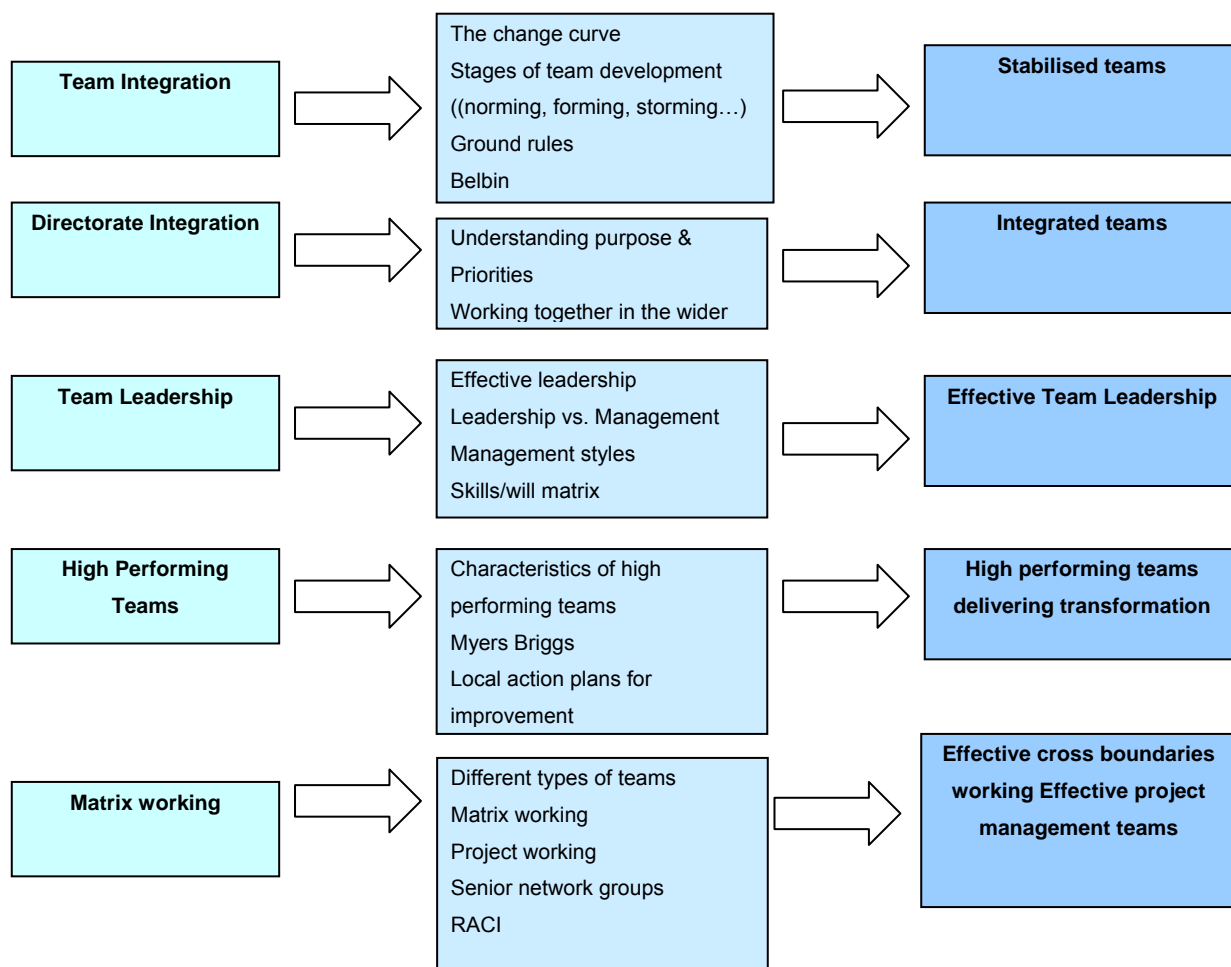 Team Integration
The change curve
Stages of team development
((norming, forming, storming…)
Ground rules
Belbin
Stabilised teams
Directorate Integration
Understanding purpose &
Priorities
Working together in the wider
Integrated teams
Team Leadership
Effective leadership
Leadership vs. Management
Management styles
Skills/will matrix
Effective Team Leadership
High Performing
Teams
Characteristics of high
performing teams
Myers Briggs
Local action plans for
improvement
High performing teams
delivering transformation
Matrix working
Different types of teams
Matrix working
Project working
Senior network groups
RACI
Effective cross boundaries
working Effective project
management teams